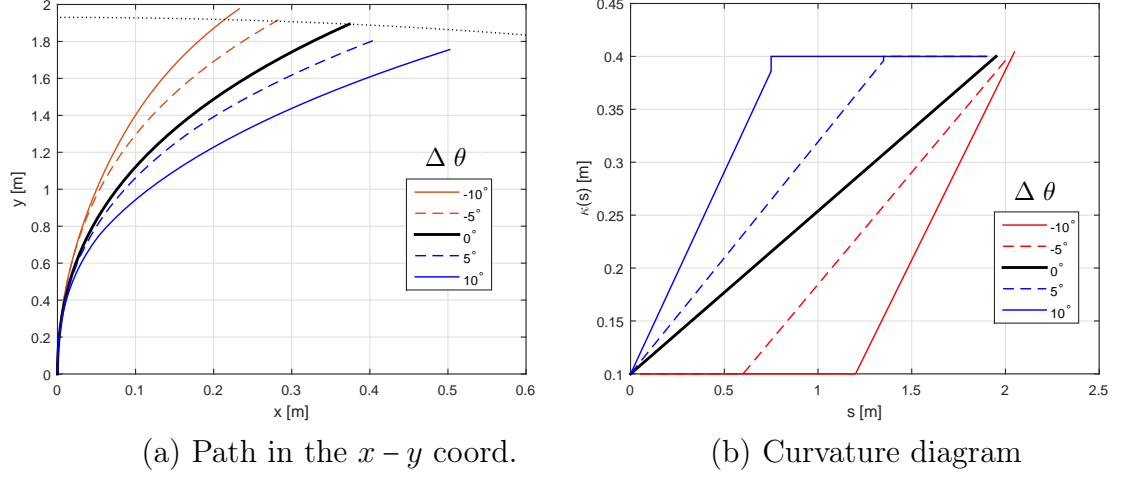 2
1.8
1.6
1.4
1.2
1
0.8
0.6
0.4
0.2
0
y [m]
0 0.1 0.2 0.3 0.4 0.5 0.6
x [m]
Δ θ
-10°
-5°
0°
5°
10°
(a) Path in the x – y coord.
0.45
0.4
0.35
0.3
0.25
0.2
0.15
0.1
κ(s) [m]
0 0.5 1 1.5 2 2.5
s [m]
Δ θ
-10°
-5°
0°
5°
10°
(b) Curvature diagram